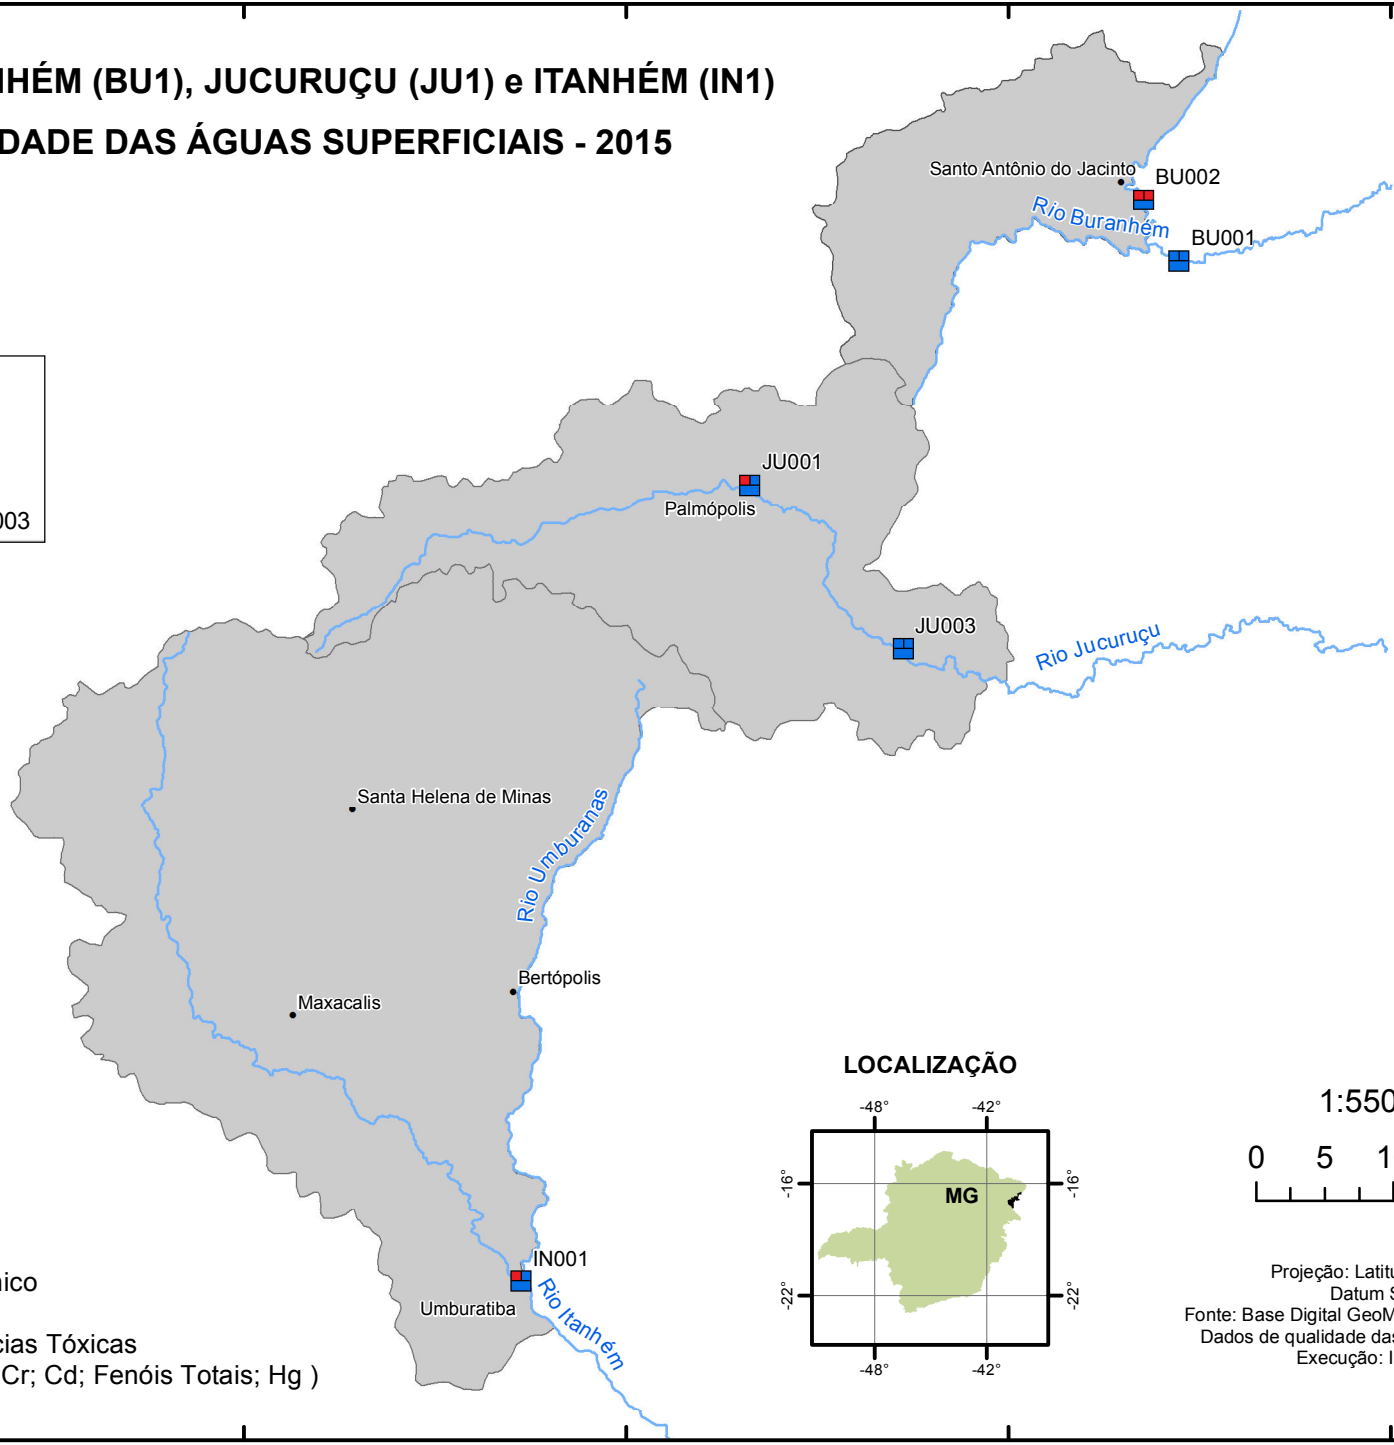 NHÉM (BU1), JUCURUÇU (JU1) e ITANHÉM (IN1)
DADE DAS ÁGUAS SUPERFICIAIS - 2015
Santo Antônio do Jacinto
BU002
Rio Buranhém
BU001
003
JU001
Palmópolis
JU003
Rio Jucuruçu
Santa Helena de Minas
Rio Umburanas
Bertópolis
Maxacalis
LOCALIZAÇÃO
-48° -42°
-16° MG -16°
-22° -22°
-48° -42°
1:550
0 5 1
IN001
Umburatiba
Rio Itanhém
nico
cias Tóxicas
Cr; Cd; Fenóis Totais; Hg )
Projeção: Latitu
Datum S
Fonte: Base Digital GeoM
Dados de qualidade das
Execução: I